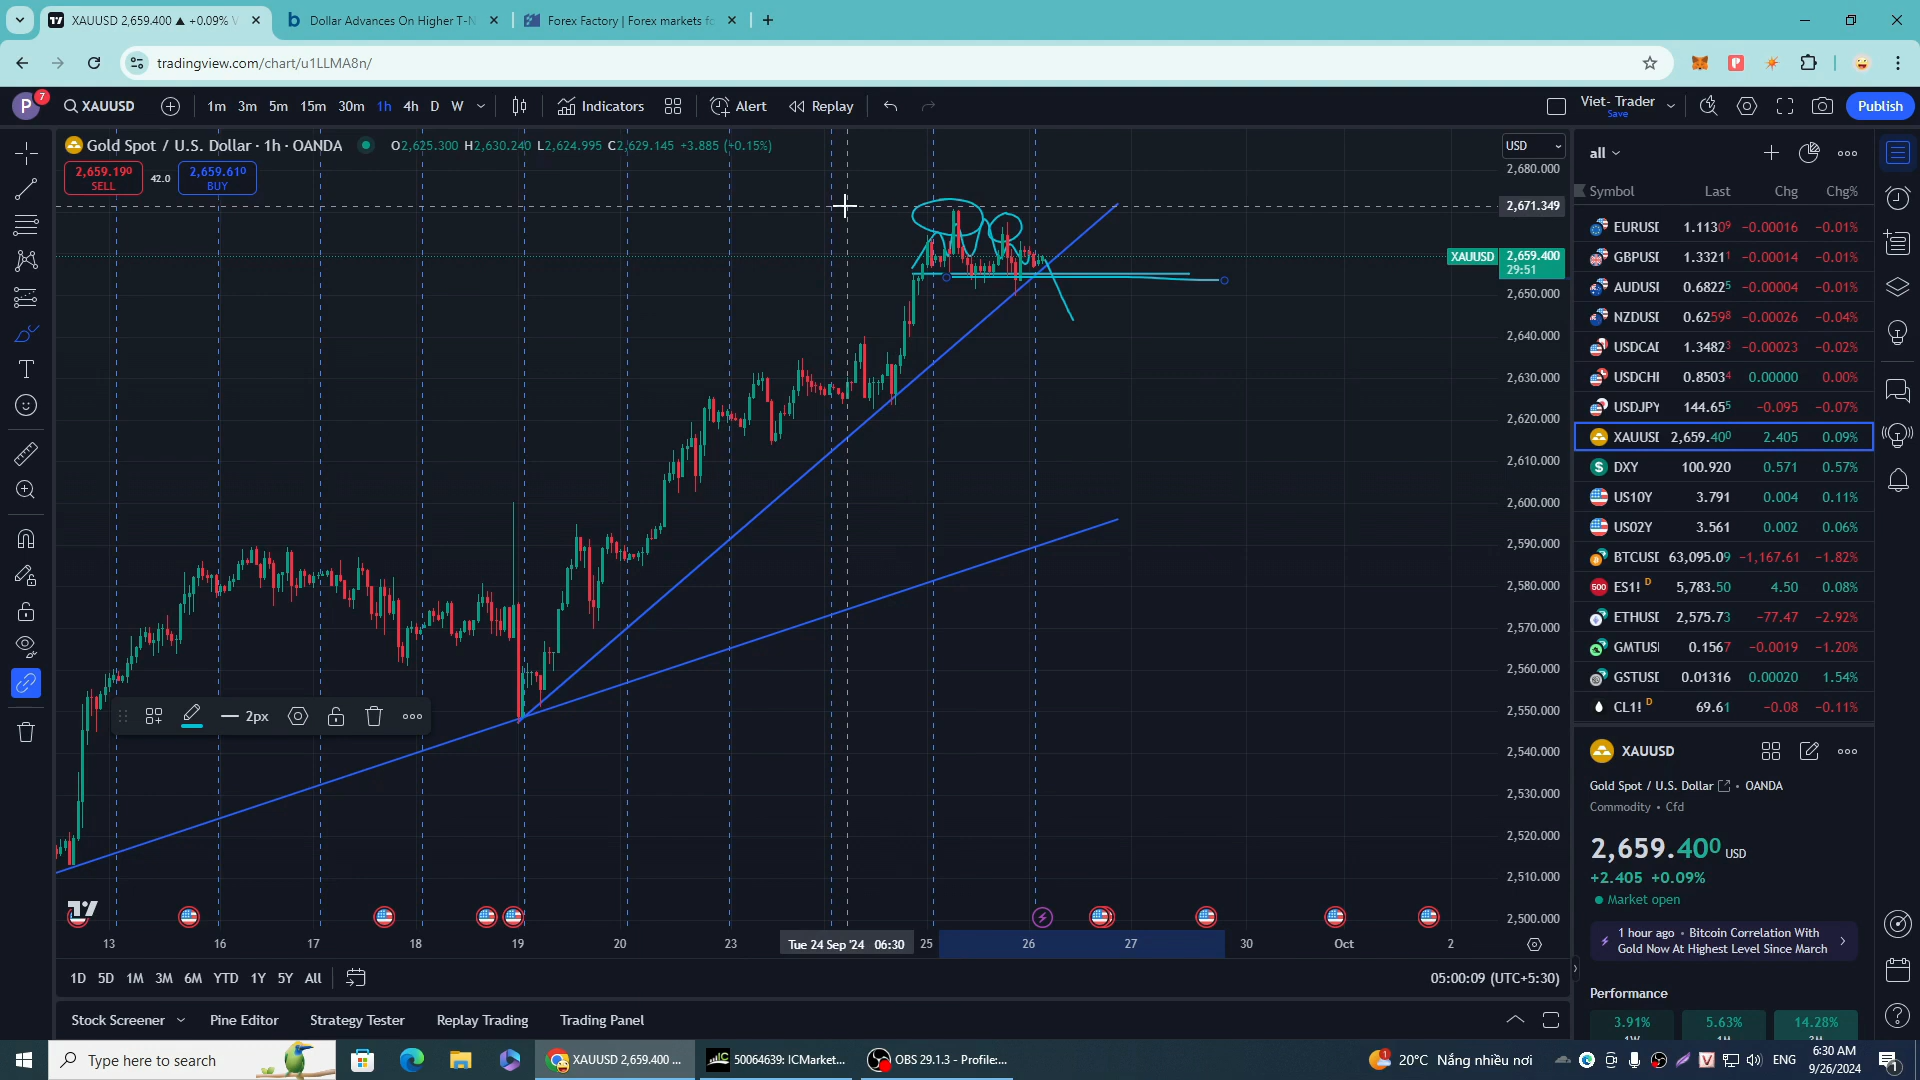 XAUUSD 2,659.400 ▲ +0.09% V
Dollar Advances On Higher T-N
Forex Factory | Forex markets fo
tradingview.com/chart/u1LLMA8n/
P
7
XAUUSD
1m 3m 5m 15m 30m 1h 4h D W
Indicators
Alert
Replay
Viet- Trader
Save
Publish
Gold Spot / U.S. Dollar · 1h · OANDA
O2,625.300 H2,630.240 L2,624.995 C2,629.145 +3.885 (+0.15%)
2,659.190
SELL
42.0
2,659.610
BUY
USD
2,680.000
2,671.349
XAUUSD
2,659.400
29:51
2,650.000
2,640.000
2,630.000
2,620.000
2,610.000
2,600.000
2,590.000
2,580.000
2,570.000
2,560.000
2,550.000
2,540.000
2,530.000
2,520.000
2,510.000
2,500.000
2px
13 16 17 18 19 20 23 Tue 24 Sep '24 06:30 25 26 27 30 Oct 2
1D 5D 1M 3M 6M YTD 1Y 5Y All
05:00:09 (UTC+5:30)
Stock Screener
Pine Editor
Strategy Tester
Replay Trading
Trading Panel
all
Symbol Last Chg Chg%
EURUSI 1.11309 −0.00016 −0.01%
GBPUSI 1.33211 −0.00014 −0.01%
AUDUSI 0.68225 −0.00004 −0.01%
NZDUSI 0.62598 −0.00026 −0.04%
USDCAI 1.34823 −0.00023 −0.02%
USDCHI 0.85034 0.00000 0.00%
USDJPY 144.655 −0.095 −0.07%
XAUUSI 2,659.400 2.405 0.09%
DXY 100.920 0.571 0.57%
US10Y 3.791 0.004 0.11%
US02Y 3.561 0.002 0.06%
BTCUSI 63,095.09 −1,167.61 −1.82%
ES1! D 5,783.50 4.50 0.08%
ETHUSI 2,575.73 −77.47 −2.92%
GMTUSI 0.1567 −0.0019 −1.20%
GSTUSI 0.01316 0.00020 1.54%
CL1! D 69.61 −0.08 −0.11%
XAUUSD
Gold Spot / U.S. Dollar • OANDA
Commodity • Cfd
2,659.400 USD
+2.405 +0.09%
Market open
1 hour ago • Bitcoin Correlation With
Gold Now At Highest Level Since March
Performance
3.91% 5.63% 14.28%
Type here to search
XAUUSD 2,659.400 ...
50064639: ICMarket...
OBS 29.1.3 - Profile:...
20°C Nắng nhiều nơi
ENG
6:30 AM
9/26/2024